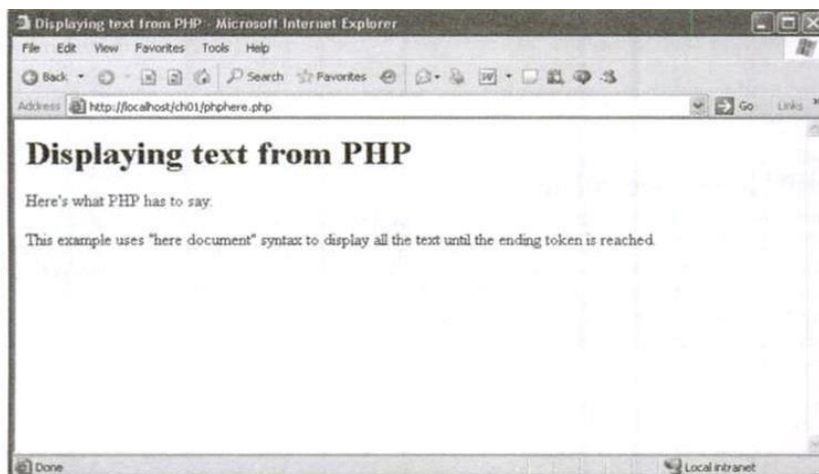 Displaying text from PHP - Microsoft Internet Explorer
File Edit View Favorites Tools Help
Back Search Favorites
Address http://localhost/ch01/phphere.php Go Links
Displaying text from PHP
Here's what PHP has to say.
This example uses "here document" syntax to display all the text until the ending token is reached.
Done Local intranet